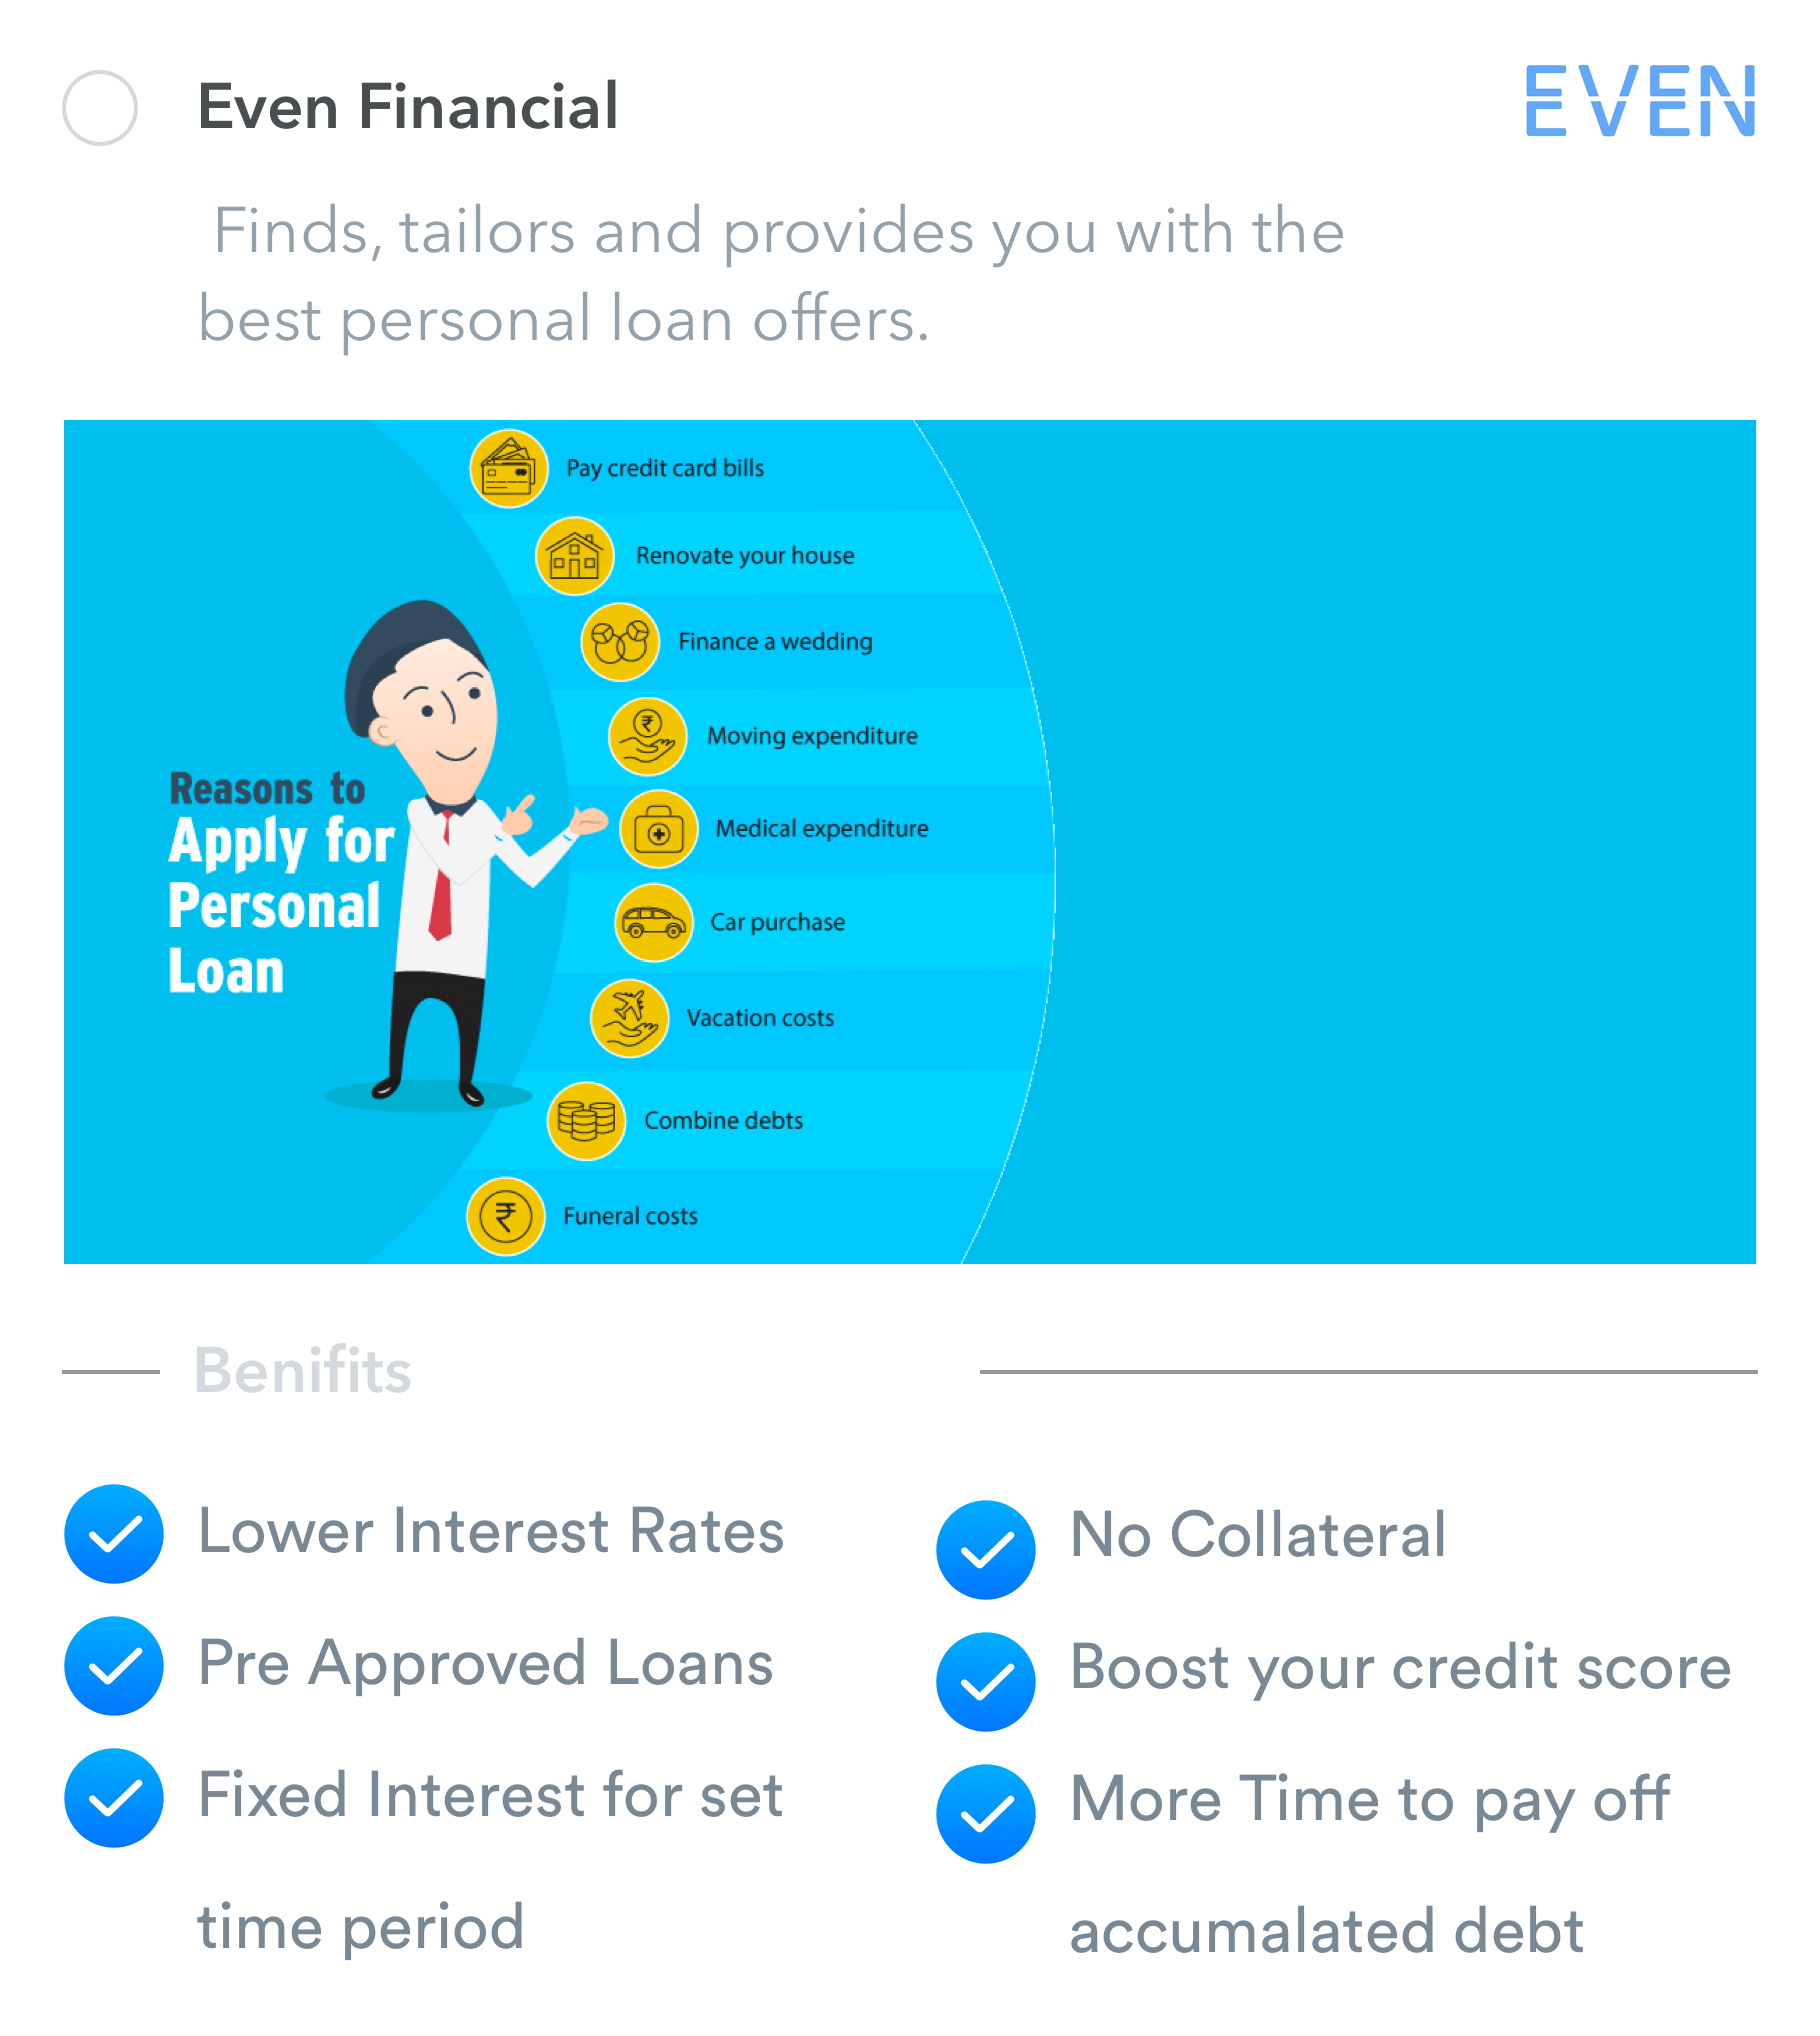 Even Financial
EVEN
Finds, tailors and provides you with the
best personal loan offers.
Reasons to
Apply for
Personal
Loan
Pay credit card bills
Renovate your house
Finance a wedding
Moving expenditure
Medical expenditure
Car purchase
Vacation costs
Combine debts
₹
Funeral costs
Benifits
Lower Interest Rates
Pre Approved Loans
Fixed Interest for set
time period
No Collateral
Boost your credit score
More Time to pay off
accumalated debt